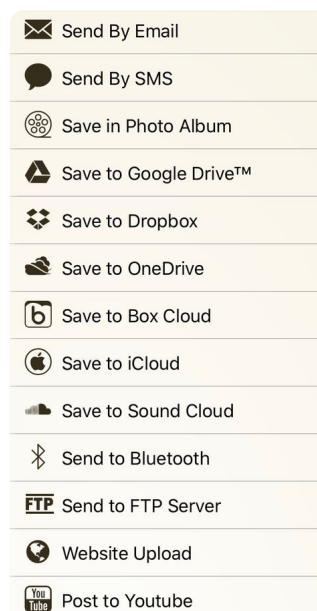 Send By Email
Send By SMS
Save in Photo Album
Save to Google Drive™
Save to Dropbox
Save to OneDrive
b Save to Box Cloud
Save to iCloud
Save to Sound Cloud
Send to Bluetooth
FTP Send to FTP Server
Website Upload
You
Tube Post to Youtube